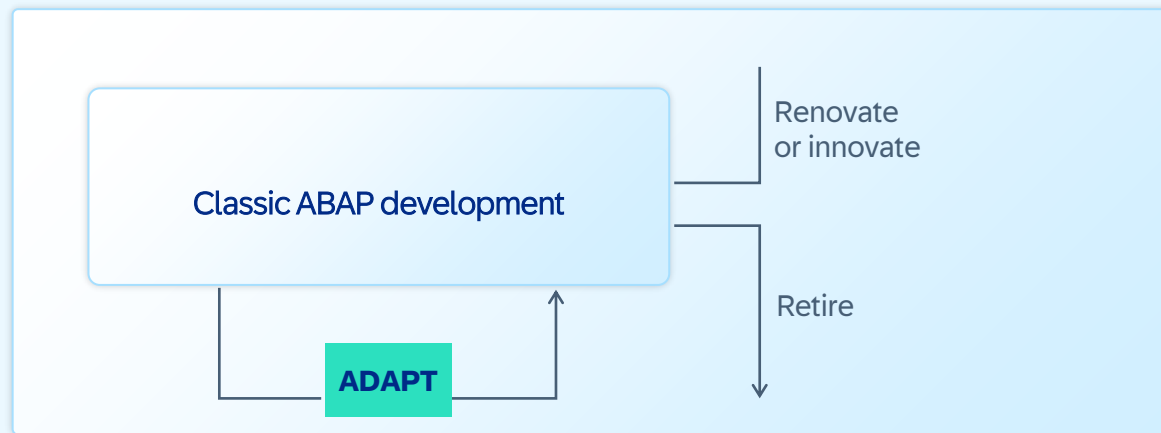 Renovate
or innovate
Classic ABAP development
Retire
ADAPT